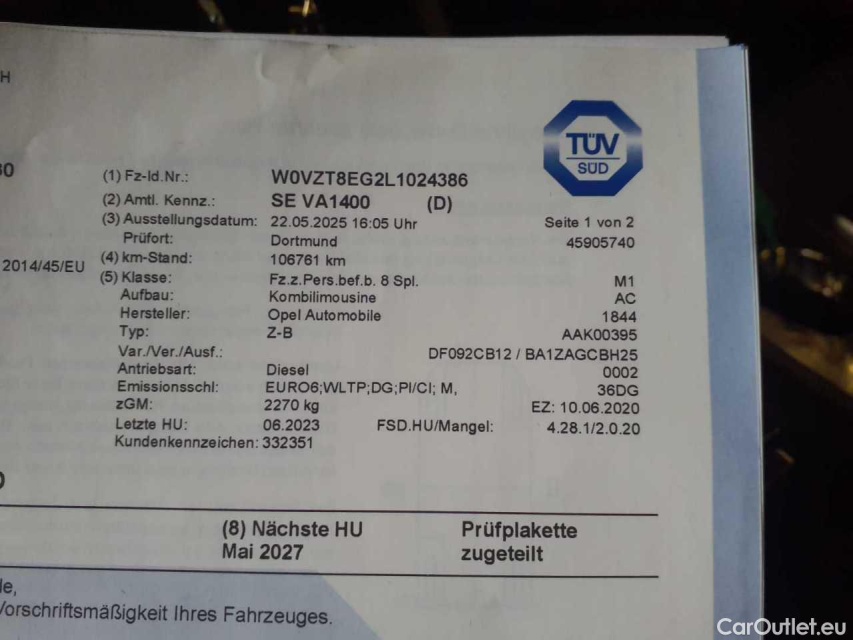 H
TÜV
SÜD
(1) Fz-Id.Nr.: W0VZT8EG2L1024386
(2) Amtl. Kennz.: SE VA1400 (D)
(3) Ausstellungsdatum: 22.05.2025 16:05 Uhr Seite 1 von 2
Prüfort: Dortmund 45905740
2014/45/EU (4) km-Stand: 106761 km
(5) Klasse: Fz.z.Pers.bef.b. 8 Spl. M1
Aufbau: Kombilimousine AC
Hersteller: Opel Automobile 1844
Typ: Z-B AAK00395
Var./Ver./Ausf.: DF092CB12 / BA1ZAGCBH25
Antriebsart: Diesel 0002
Emissionsschl: EURO6;WLTP;DG;PI/CI; M, 36DG
zGM: 2270 kg EZ: 10.06.2020
Letzte HU: 06.2023 FSD.HU/Mangel: 4.28.1/2.0.20
Kundenkennzeichen: 332351
(8) Nächste HU Prüfplakette
Mai 2027 zugeteilt
Vorschriftsmäßigkeit Ihres Fahrzeuges.
CarOutlet.eu